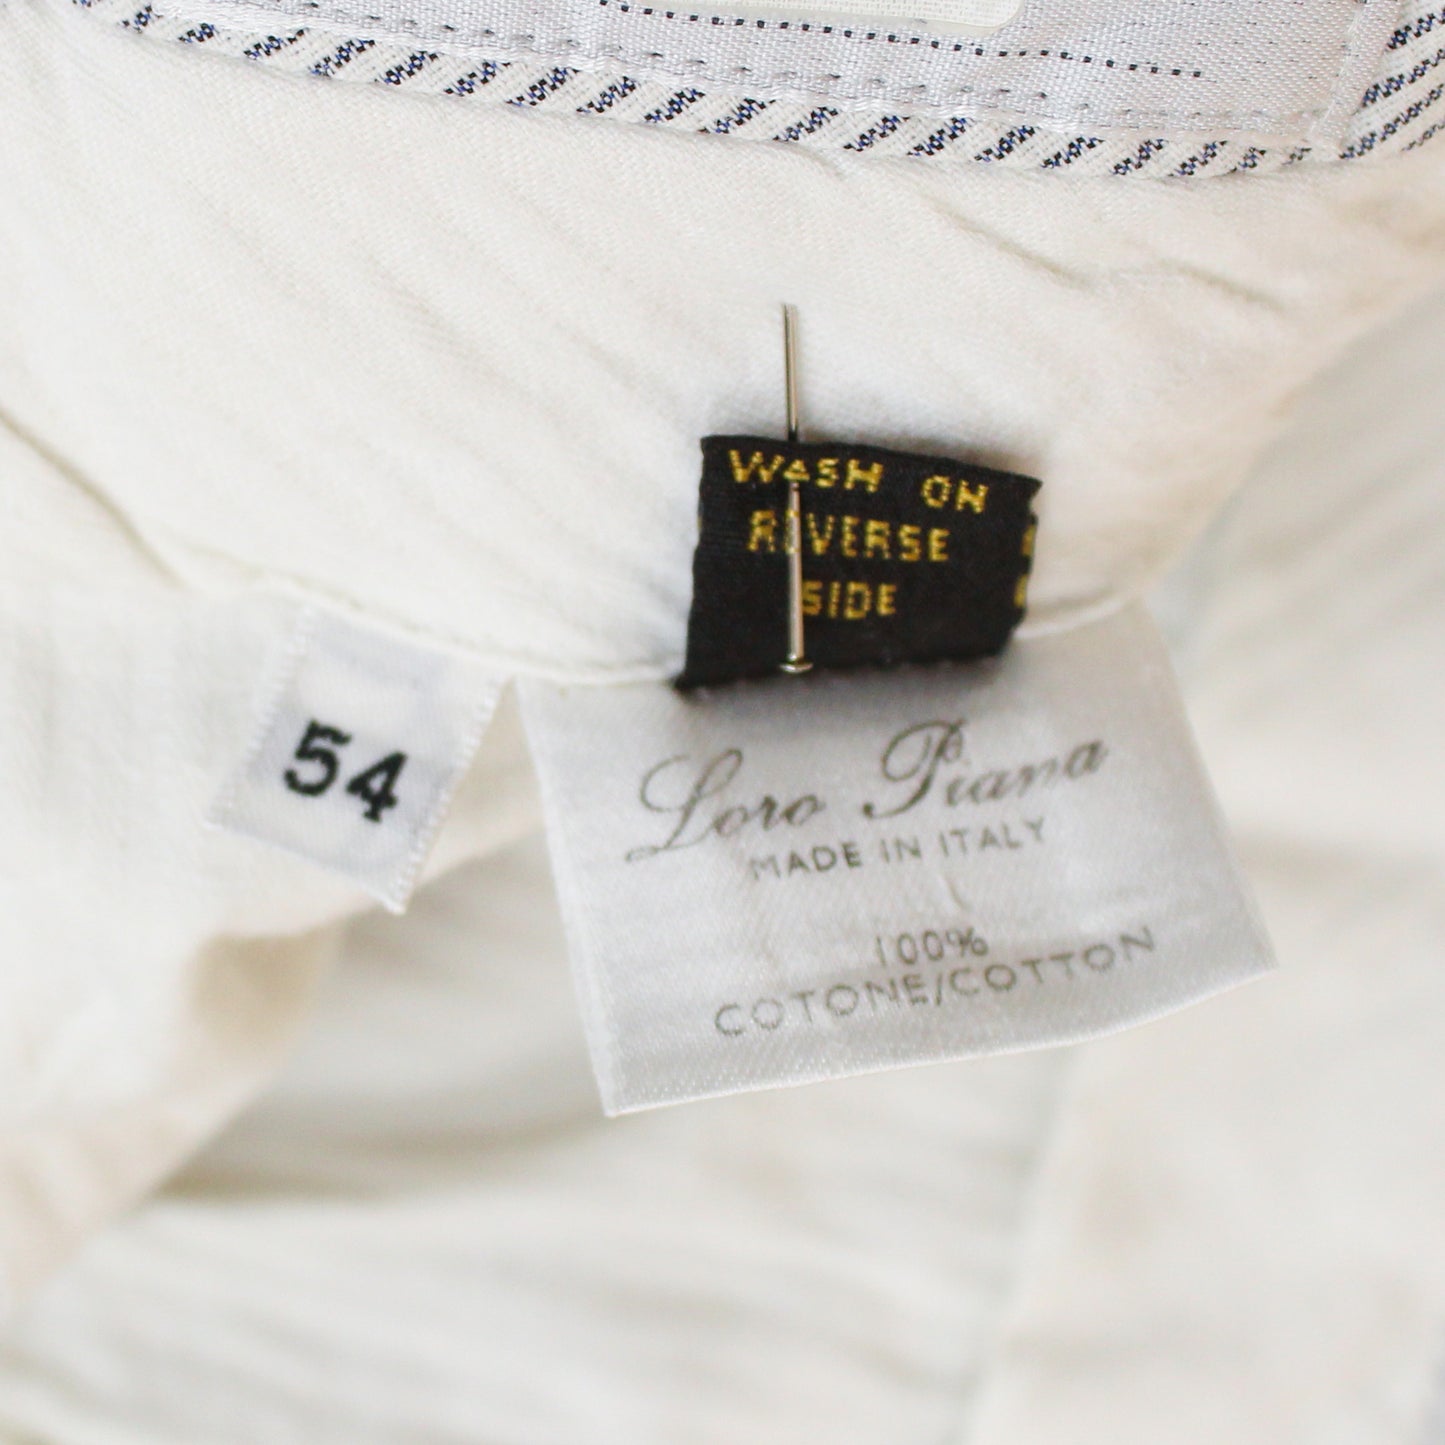 WASH ON
REVERSE
SIDE
54
Loro Piana
MADE IN ITALY
100%
COTONE/COTTON